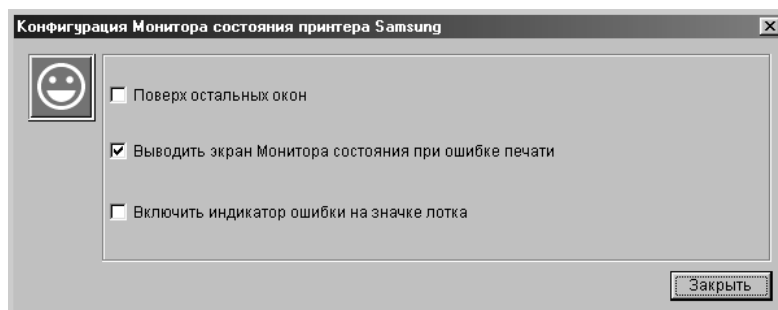 Конфигурация Монитора состояния принтера Samsung
Поверх остальных окон
Выводить экран Монитора состояния при ошибке печати
Включить индикатор ошибки на значке лотка
Закрыть